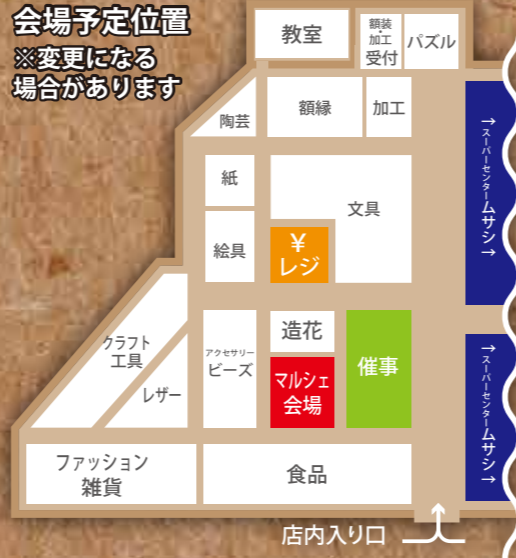 会場予定位置
※変更になる
場合があります
教室
額装・
加工
受付
パズル
陶芸
額縁
加工
紙
文具
絵具
¥
レジ
→スーパーセンタームサシ→
クラフト
工具
レザー
アクセサリー
ビーズ
造花
マルシェ
会場
催事
→スーパーセンタームサシ→
ファッション
雑貨
食品
店内入り口